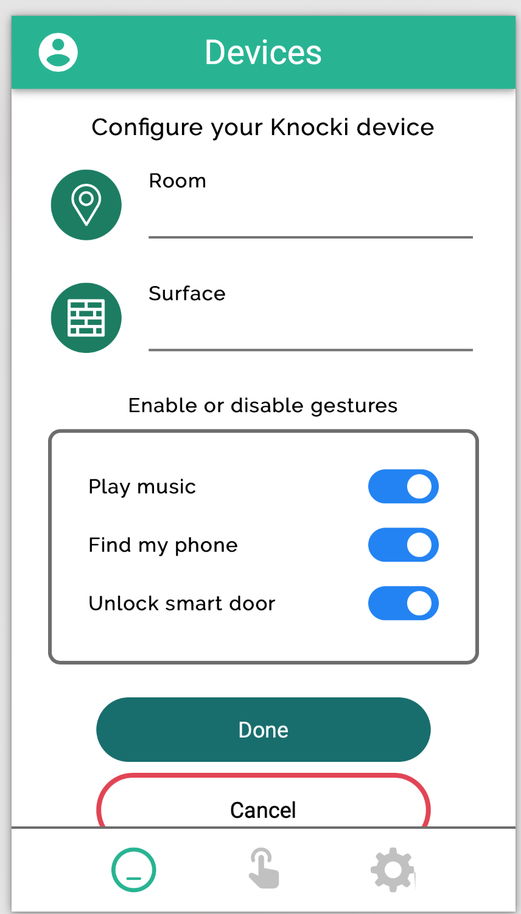 Devices
Configure your Knocki device
Room
Surface
Enable or disable gestures
Play music
Find my phone
Unlock smart door
Done
Cancel